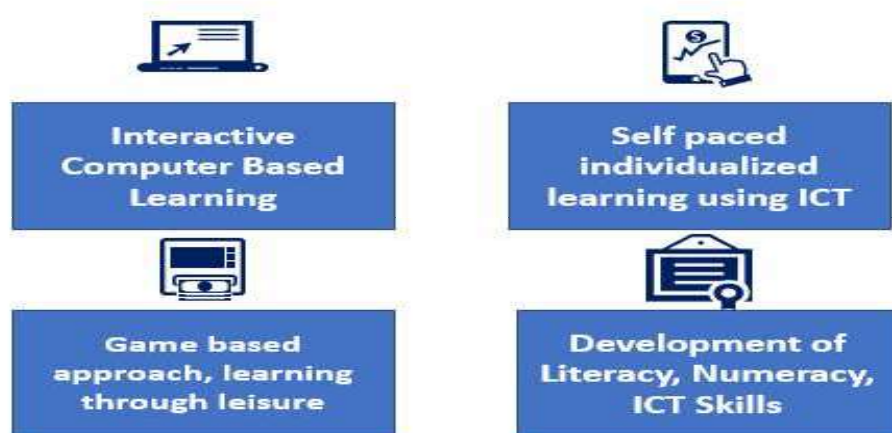 Interactive
Computer Based
Learning
Self paced
individualized
learning using ICT
Game based
approach, learning
through leisure
Development of
Literacy, Numeracy,
ICT Skills